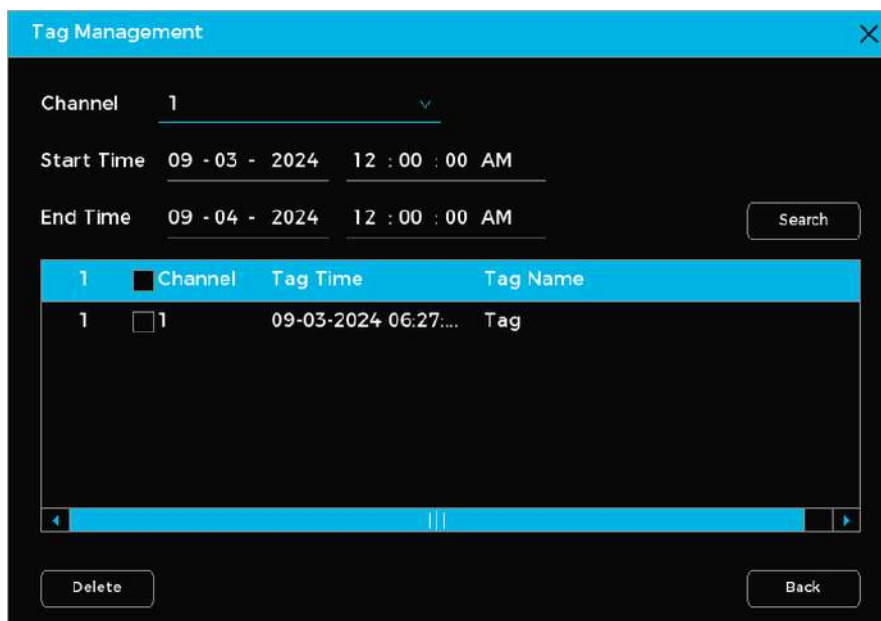 Tag Management
Channel 1
Start Time 09 - 03 - 2024 12 : 00 : 00 AM
End Time 09 - 04 - 2024 12 : 00 : 00 AM
Search
1 Channel Tag Time Tag Name
1 1 09-03-2024 06:27:... Tag
Delete Back